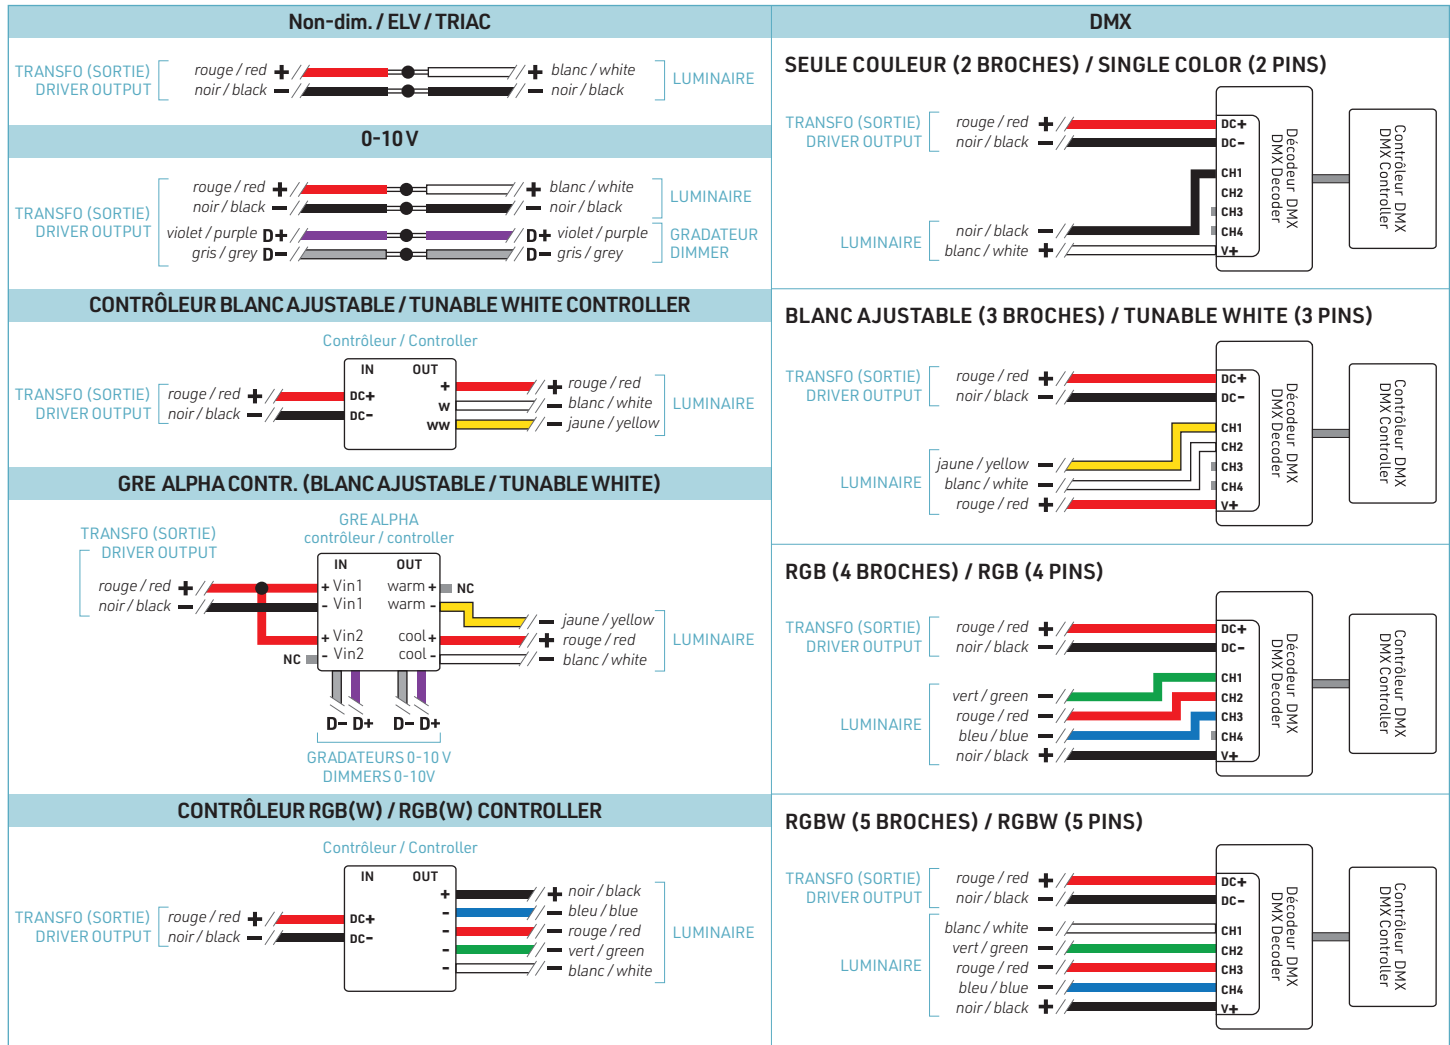 Non-dim. / ELV / TRIAC
TRANSFO (SORTIE)
DRIVER OUTPUT
rouge / red +
noir / black −
+ blanc / white
− noir / black
LUMINAIRE
0-10 V
TRANSFO (SORTIE)
DRIVER OUTPUT
rouge / red +
noir / black −
violet / purple D+
gris / grey D−
+ blanc / white
− noir / black
D+ violet / purple
D− gris / grey
LUMINAIRE
GRADATEUR
DIMMER
CONTRÔLEUR BLANC AJUSTABLE / TUNABLE WHITE CONTROLLER
Contrôleur / Controller
TRANSFO (SORTIE)
DRIVER OUTPUT
rouge / red +
noir / black −
IN OUT
DC+
DC−
+
W
WW
+ rouge / red
− blanc / white
− jaune / yellow
LUMINAIRE
GRE ALPHA CONTR. (BLANC AJUSTABLE / TUNABLE WHITE)
TRANSFO (SORTIE)
DRIVER OUTPUT
GRE ALPHA
contrôleur / controller
rouge / red +
noir / black −
IN OUT
+ Vin1 warm + NC
- Vin1 warm -
+ Vin2 cool +
NC - Vin2 cool -
− jaune / yellow
+ rouge / red
− blanc / white
LUMINAIRE
D− D+ D− D+
GRADATEURS 0-10 V
DIMMERS 0-10V
CONTRÔLEUR RGB(W) / RGB(W) CONTROLLER
Contrôleur / Controller
TRANSFO (SORTIE)
DRIVER OUTPUT
rouge / red +
noir / black −
IN OUT
DC+
DC−
+
-
-
-
-
+ noir / black
− bleu / blue
− rouge / red
− vert / green
− blanc / white
LUMINAIRE
DMX
SEULE COULEUR (2 BROCHES) / SINGLE COLOR (2 PINS)
TRANSFO (SORTIE)
DRIVER OUTPUT
rouge / red +
noir / black −
LUMINAIRE
noir / black −
blanc / white +
DC+
DC−
CH1
CH2
CH3
CH4
V+
Décodeur DMX
DMX Decoder
Contrôleur DMX
DMX Controller
BLANC AJUSTABLE (3 BROCHES) / TUNABLE WHITE (3 PINS)
TRANSFO (SORTIE)
DRIVER OUTPUT
rouge / red +
noir / black −
LUMINAIRE
jaune / yellow −
blanc / white −
rouge / red +
DC+
DC−
CH1
CH2
CH3
CH4
V+
Décodeur DMX
DMX Decoder
Contrôleur DMX
DMX Controller
RGB (4 BROCHES) / RGB (4 PINS)
TRANSFO (SORTIE)
DRIVER OUTPUT
rouge / red +
noir / black −
LUMINAIRE
vert / green −
rouge / red −
bleu / blue −
noir / black +
DC+
DC−
CH1
CH2
CH3
CH4
V+
Décodeur DMX
DMX Decoder
Contrôleur DMX
DMX Controller
RGBW (5 BROCHES) / RGBW (5 PINS)
TRANSFO (SORTIE)
DRIVER OUTPUT
rouge / red +
noir / black −
LUMINAIRE
blanc / white −
vert / green −
rouge / red −
bleu / blue −
noir / black +
DC+
DC−
CH1
CH2
CH3
CH4
V+
Décodeur DMX
DMX Decoder
Contrôleur DMX
DMX Controller